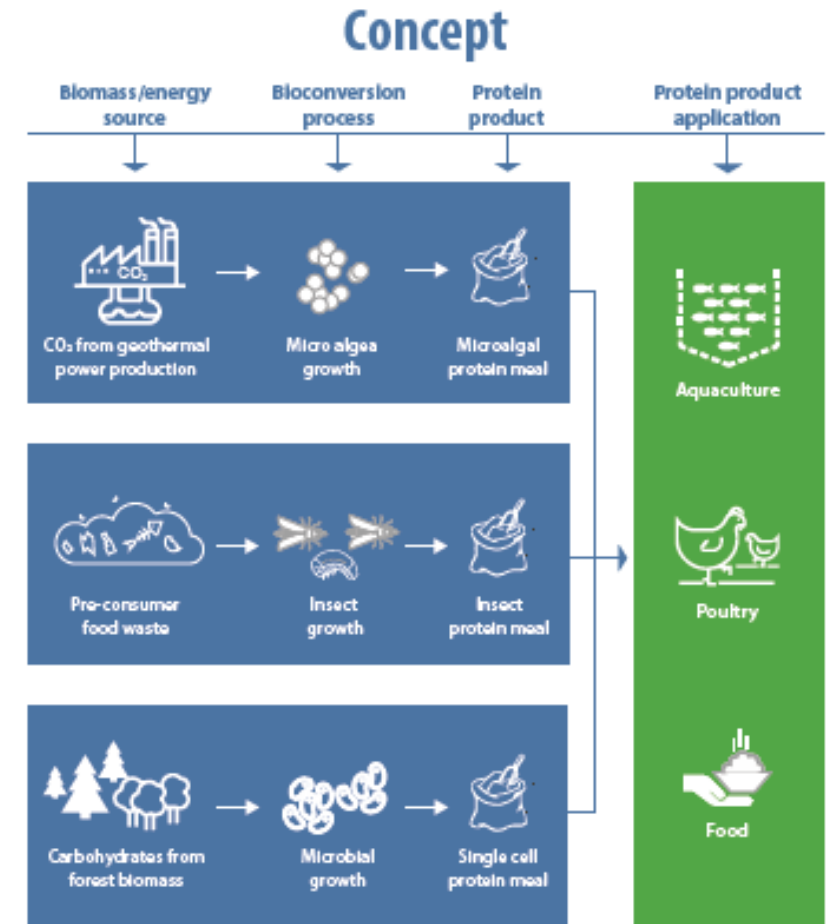 Concept
Biomass/energy
source
Bioconversion
process
Protein
product
Protein product
application
CO₂
CO₂ from geothermal
power production
Micro algea
growth
Microalgal
protein meal
Aquaculture
Pre-consumer
food waste
Insect
growth
Insect
protein meal
Poultry
Carbohydrates from
forest biomass
Microbial
growth
Single cell
protein meal
Food